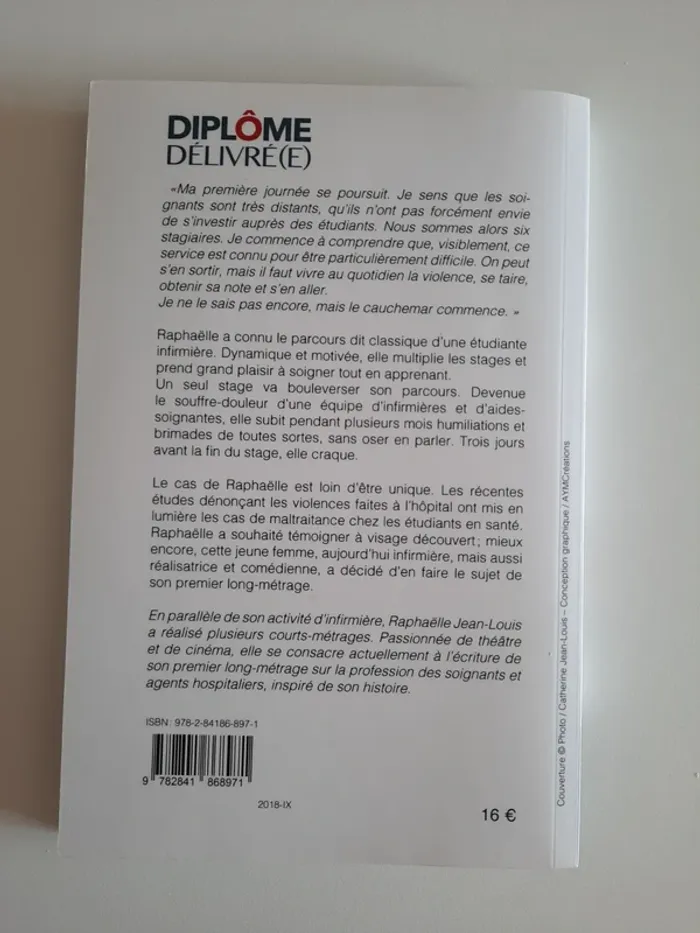 DIPLÔME
DÉLIVRÉ(E)
«Ma première journée se poursuit. Je sens que les soi-
gnants sont très distants, qu'ils n'ont pas forcément envie
de s'investir auprès des étudiants. Nous sommes alors six
stagiaires. Je commence à comprendre que, visiblement, ce
service est connu pour être particulièrement difficile. On peut
s'en sortir, mais il faut vivre au quotidien la violence, se taire,
obtenir sa note et s'en aller.
Je ne le sais pas encore, mais le cauchemar commence. »
Raphaëlle a connu le parcours dit classique d'une étudiante
infirmière. Dynamique et motivée, elle multiplie les stages et
prend grand plaisir à soigner tout en apprenant.
Un seul stage va bouleverser son parcours. Devenue
le souffre-douleur d'une équipe d'infirmières et d'aides-
soignantes, elle subit pendant plusieurs mois humiliations et
brimades de toutes sortes, sans oser en parler. Trois jours
avant la fin du stage, elle craque.
Le cas de Raphaëlle est loin d'être unique. Les récentes
études dénonçant les violences faites à l'hôpital ont mis en
lumière les cas de maltraitance chez les étudiants en santé.
Raphaëlle a souhaité témoigner à visage découvert; mieux
encore, cette jeune femme, aujourd'hui infirmière, mais aussi
réalisatrice et comédienne, a décidé d'en faire le sujet de
son premier long-métrage.
En parallèle de son activité d'infirmière, Raphaëlle Jean-Louis
a réalisé plusieurs courts-métrages. Passionnée de théâtre
et de cinéma, elle se consacre actuellement à l'écriture de
son premier long-métrage sur la profession des soignants et
agents hospitaliers, inspiré de son histoire.
ISBN: 978-2-84186-897-1
9 782841 868971
2018-IX
16 €
Couverture © Photo / Catherine Jean-Louis – Conception graphique / AYMCréations